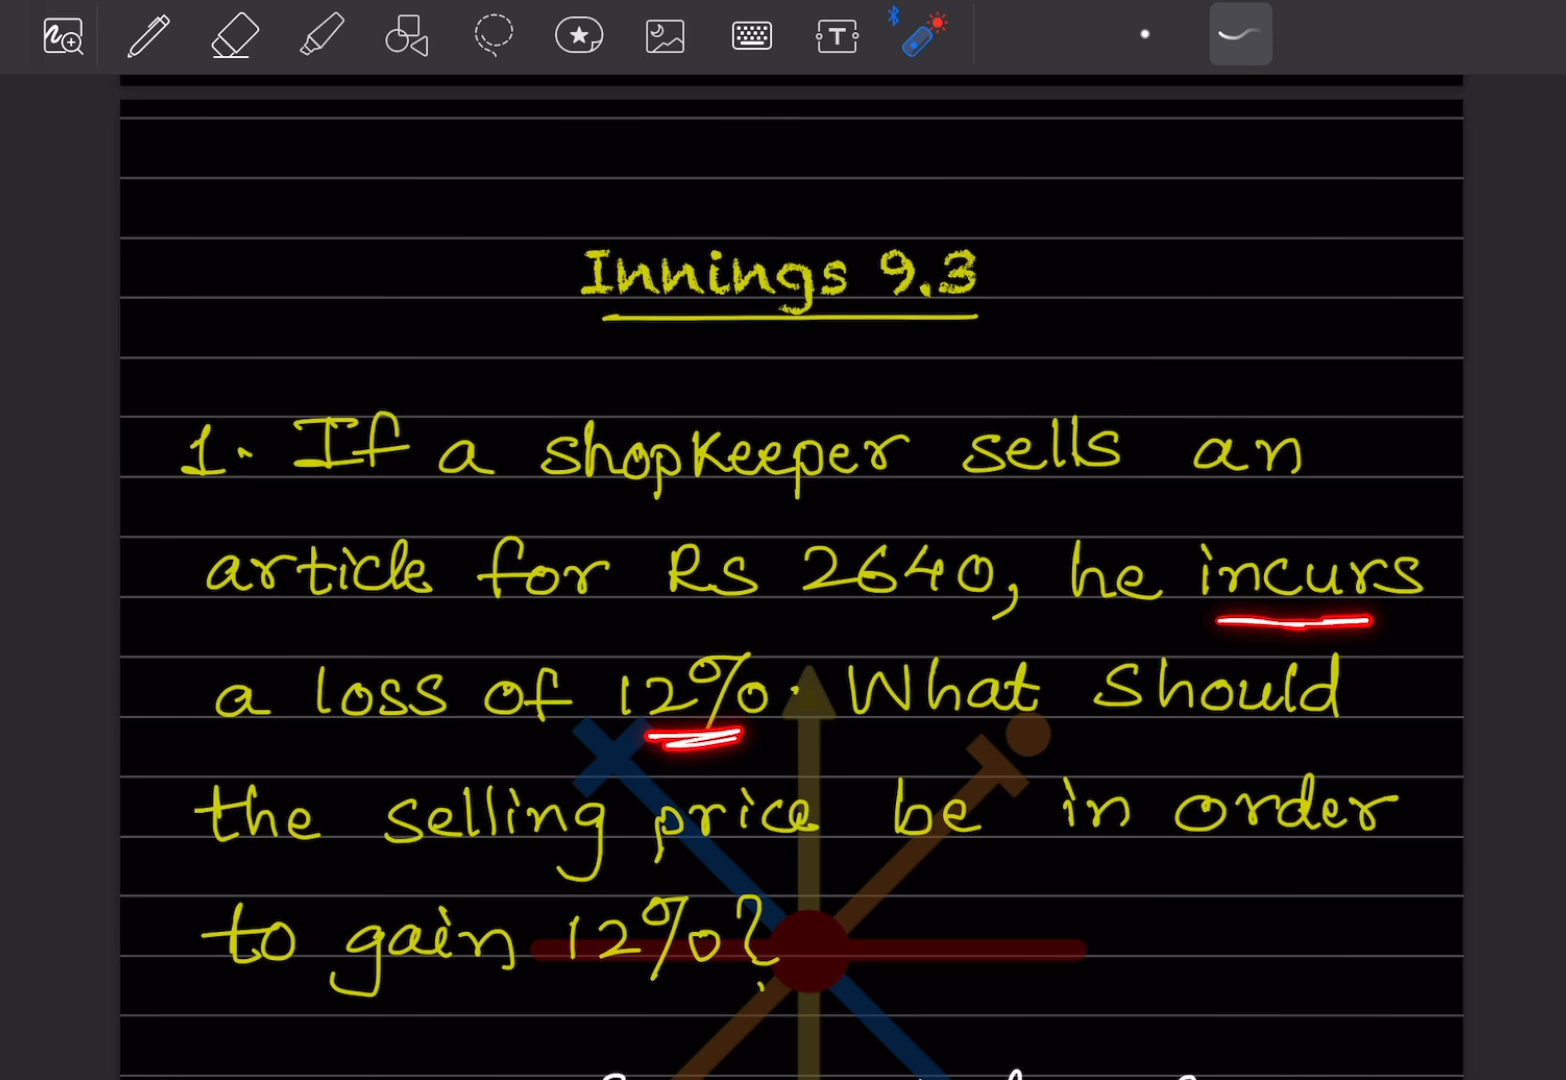 Innings 9.3
1. If a shopkeeper sells an
article for Rs 2640, he incurs
a loss of 12%. What should
the selling price be in order
to gain 12%?